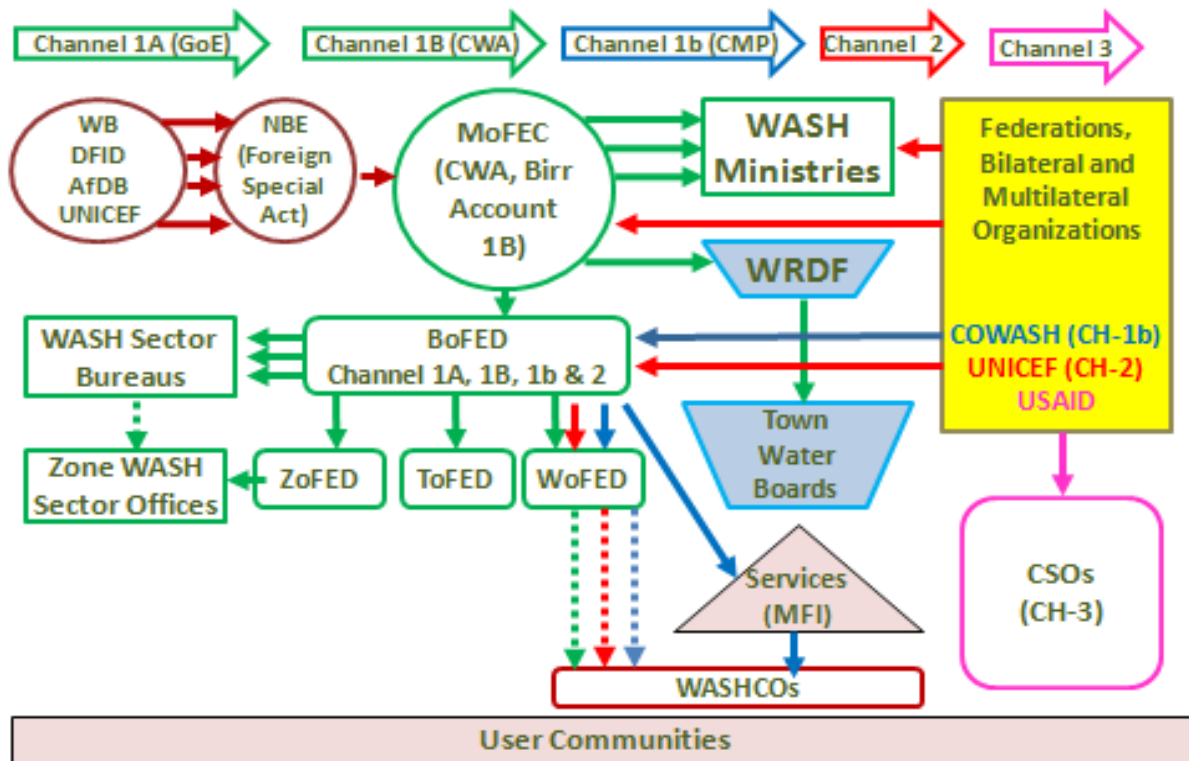 Channel 1A (GoE)
Channel 1B (CWA)
Channel 1b (CMP)
Channel 2
Channel 3
WB
DFID
AfDB
UNICEF
NBE
(Foreign
Special
Act)
MoFEC
(CWA, Birr
Account
1B)
WASH
Ministries
Federations,
Bilateral and
Multilateral
Organizations
WRDF
COWASH (CH-1b)
UNICEF (CH-2)
USAID
WASH Sector
Bureaus
BoFED
Channel 1A, 1B, 1b & 2
Town
Water
Boards
Zone WASH
Sector Offices
ZoFED
ToFED
WoFED
Services
(MFI)
CSOs
(CH-3)
WASHCOs
User Communities